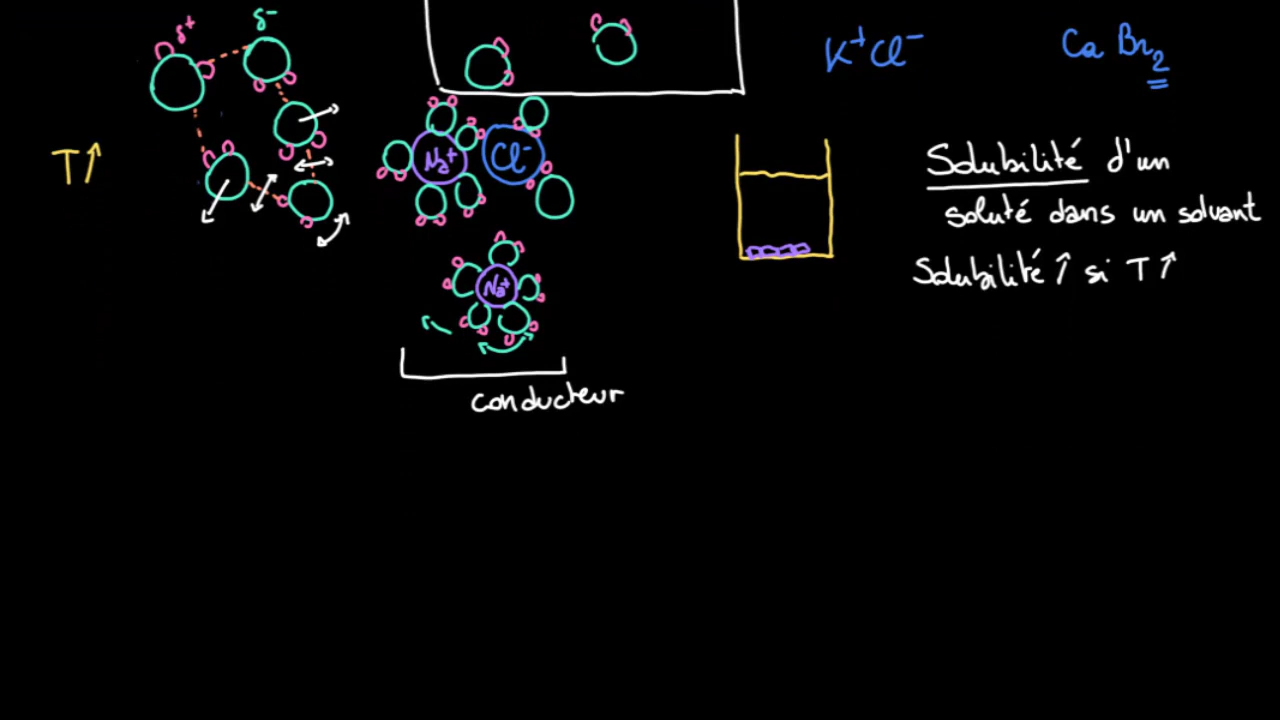 δ⁺
δ⁻
K⁺Cl⁻
CaBr₂
T↑
Na⁺
Cl⁻
Solubilité d'un
soluté dans un solvant
Solubilité ↑ si T ↑
Na⁺
conducteur